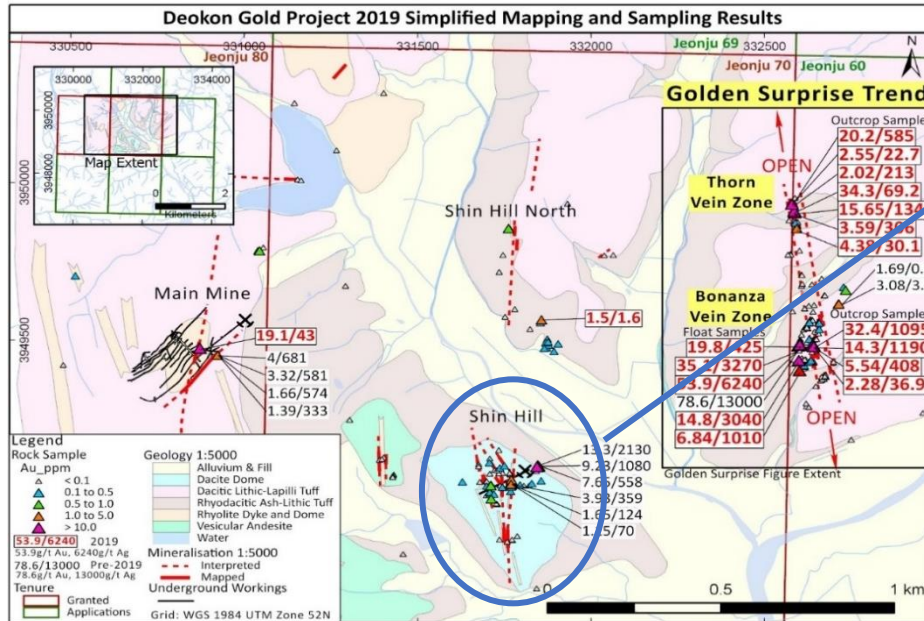 Deokon Gold Project 2019 Simplified Mapping and Sampling Results
330500
331000
331500
332000
332500
Jeonju 80
Jeonju 69
Jeonju 70
Jeonju 60
N
330000 332000 334000
3950000
3948000
Map Extent
0 2
Kilometers
3950000
3949500
Golden Surprise Trend
Outcrop Sample
20.2/585
2.55/22.7
2.02/213
34.3/69.2
15.65/134
3.59/396
4.38/30.1
OPEN
Thorn
Vein Zone
1.69/0.
3.08/3.
Bonanza
Vein Zone
Float Samples
19.8/425
53.9/6240
78.6/13000
14.8/3040
6.84/1010
Outcrop Sample
32.4/1093
14.3/1190
5.54/408
2.28/36.9
OPEN
Golden Surprise Figure Extent
Shin Hill North
1.5/1.6
Main Mine
19.1/43
4/681
3.32/581
1.66/574
1.39/333
Shin Hill
9.23/1080
7.65/558
3.93/359
1.65/124
Legend
Rock Sample
Au_ppm
< 0.1
0.1 to 0.5
0.5 to 1.0
1.0 to 5.0
> 10.0
53.9/6240 2019
53.9g/t Au, 6240g/t Ag
78.6/13000 Pre-2019
78.6g/t Au, 13000g/t Ag
Tenure
Granted
Applications
Geology 1:5000
Alluvium & Fill
Dacite Dome
Dacitic Lithic-Lapilli Tuff
Rhyodacitic Ash-Lithic Tuff
Rhyolite Dyke and Dome
Vesicular Andesite
Water
Mineralisation 1:5000
Interpreted
Mapped
Underground Workings
Grid: WGS 1984 UTM Zone 52N
0 0.5 1 km